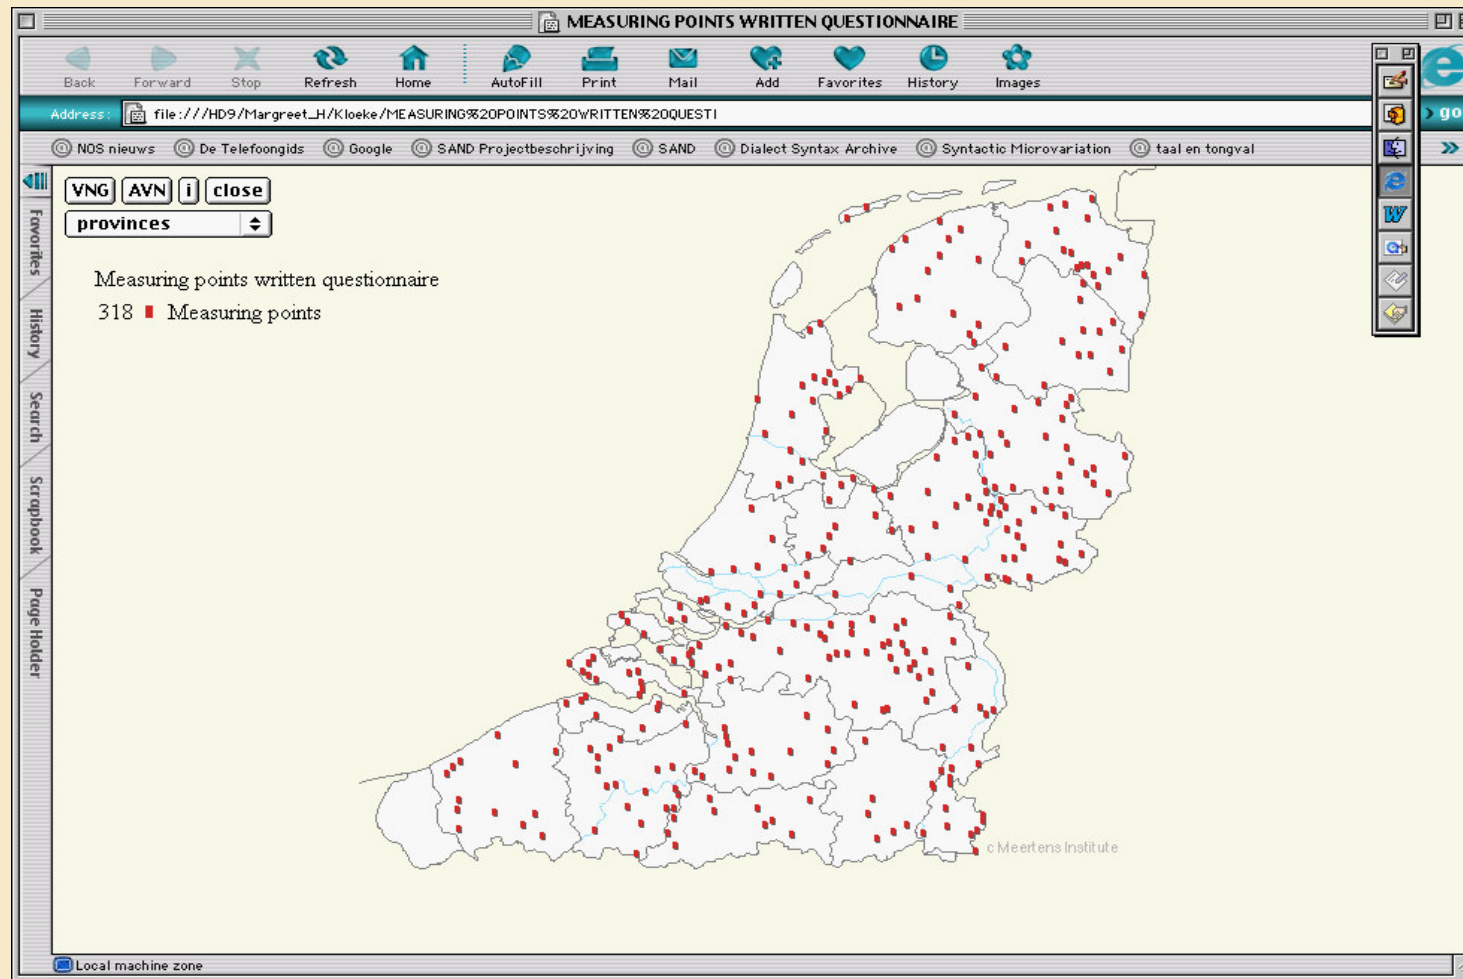 MEASURING POINTS WRITTEN QUESTIONNAIRE
Back Forward Stop Refresh Home AutoFill Print Mail Add Favorites History Images
Address: file:///HD9/Margreet_H/Kloeke/MEASURING%20POINTS%20WRITTEN%20QUESTI go
@ NOS nieuws @ De Telefoongids @ Google @ SAND Projectbeschrijving @ SAND @ Dialect Syntax Archive @ Syntactic Microvariation @ taal en tongval »
VNG AVN i close
provinces
Favorites
History
Search
Scrapbook
Page Holder
Measuring points written questionnaire
318 Measuring points
W
c Meertens Institute
Local machine zone